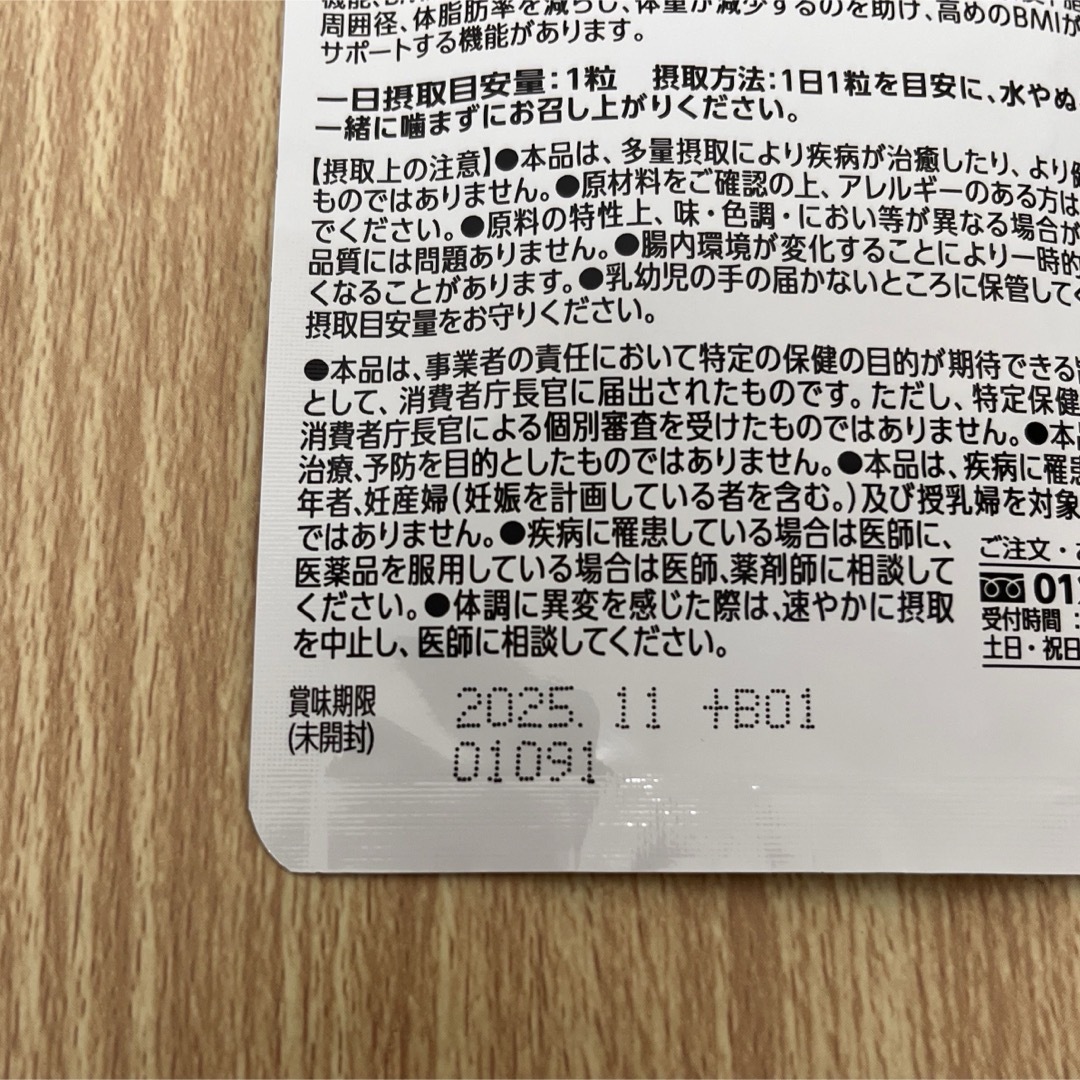 周囲径、体脂肪率を減らし、体重が減少するのを助け、高めのBMIが
サポートする機能があります。
一日摂取目安量:1粒 摂取方法:1日1粒を目安に、水やぬ
一緒に噛まずにお召し上がりください。
【摂取上の注意】●本品は、多量摂取により疾病が治癒したり、より健
ものではありません。●原材料をご確認の上、アレルギーのある方は
でください。●原料の特性上、味・色調・におい等が異なる場合が
品質には問題ありません。●腸内環境が変化することにより一時的
くなることがあります。●乳幼児の手の届かないところに保管して
摂取目安量をお守りください。
●本品は、事業者の責任において特定の保健の目的が期待できる
として、消費者庁長官に届出されたものです。ただし、特定保健
消費者庁長官による個別審査を受けたものではありません。●本
治療、予防を目的としたものではありません。●本品は、疾病に罹患
年者、妊産婦(妊娠を計画している者を含む。)及び授乳婦を対象
ではありません。●疾病に罹患している場合は医師に、
医薬品を服用している場合は医師、薬剤師に相談して
ください。●体調に異変を感じた際は、速やかに摂取
を中止し、医師に相談してください。
ご注文・
01
受付時間:
土日・祝日
賞味期限
(未開封)
2025.11 +B01
01091